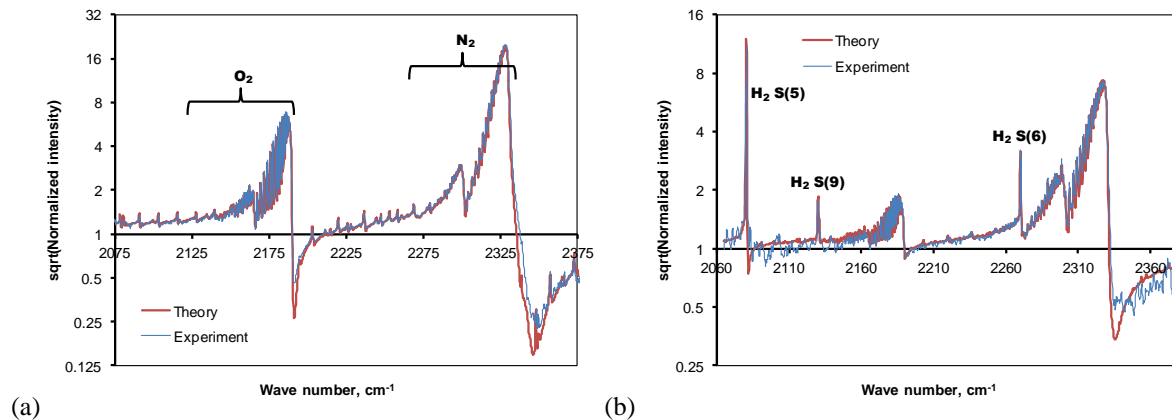 32
16
8
4
2
1
0.5
0.25
0.125
sqrt(Normalized intensity)
O₂
N₂
2075 2125 2175 2225 2275 2325 2375
Theory
Experiment
Wave number, cm⁻¹
(a)
16
8
4
2
1
0.5
0.25
sqrt(Normalized intensity)
Theory
Experiment
H₂ S(5)
H₂ S(6)
H₂ S(9)
2060 2110 2160 2210 2260 2310 2360
Wave number, cm⁻¹
(b)